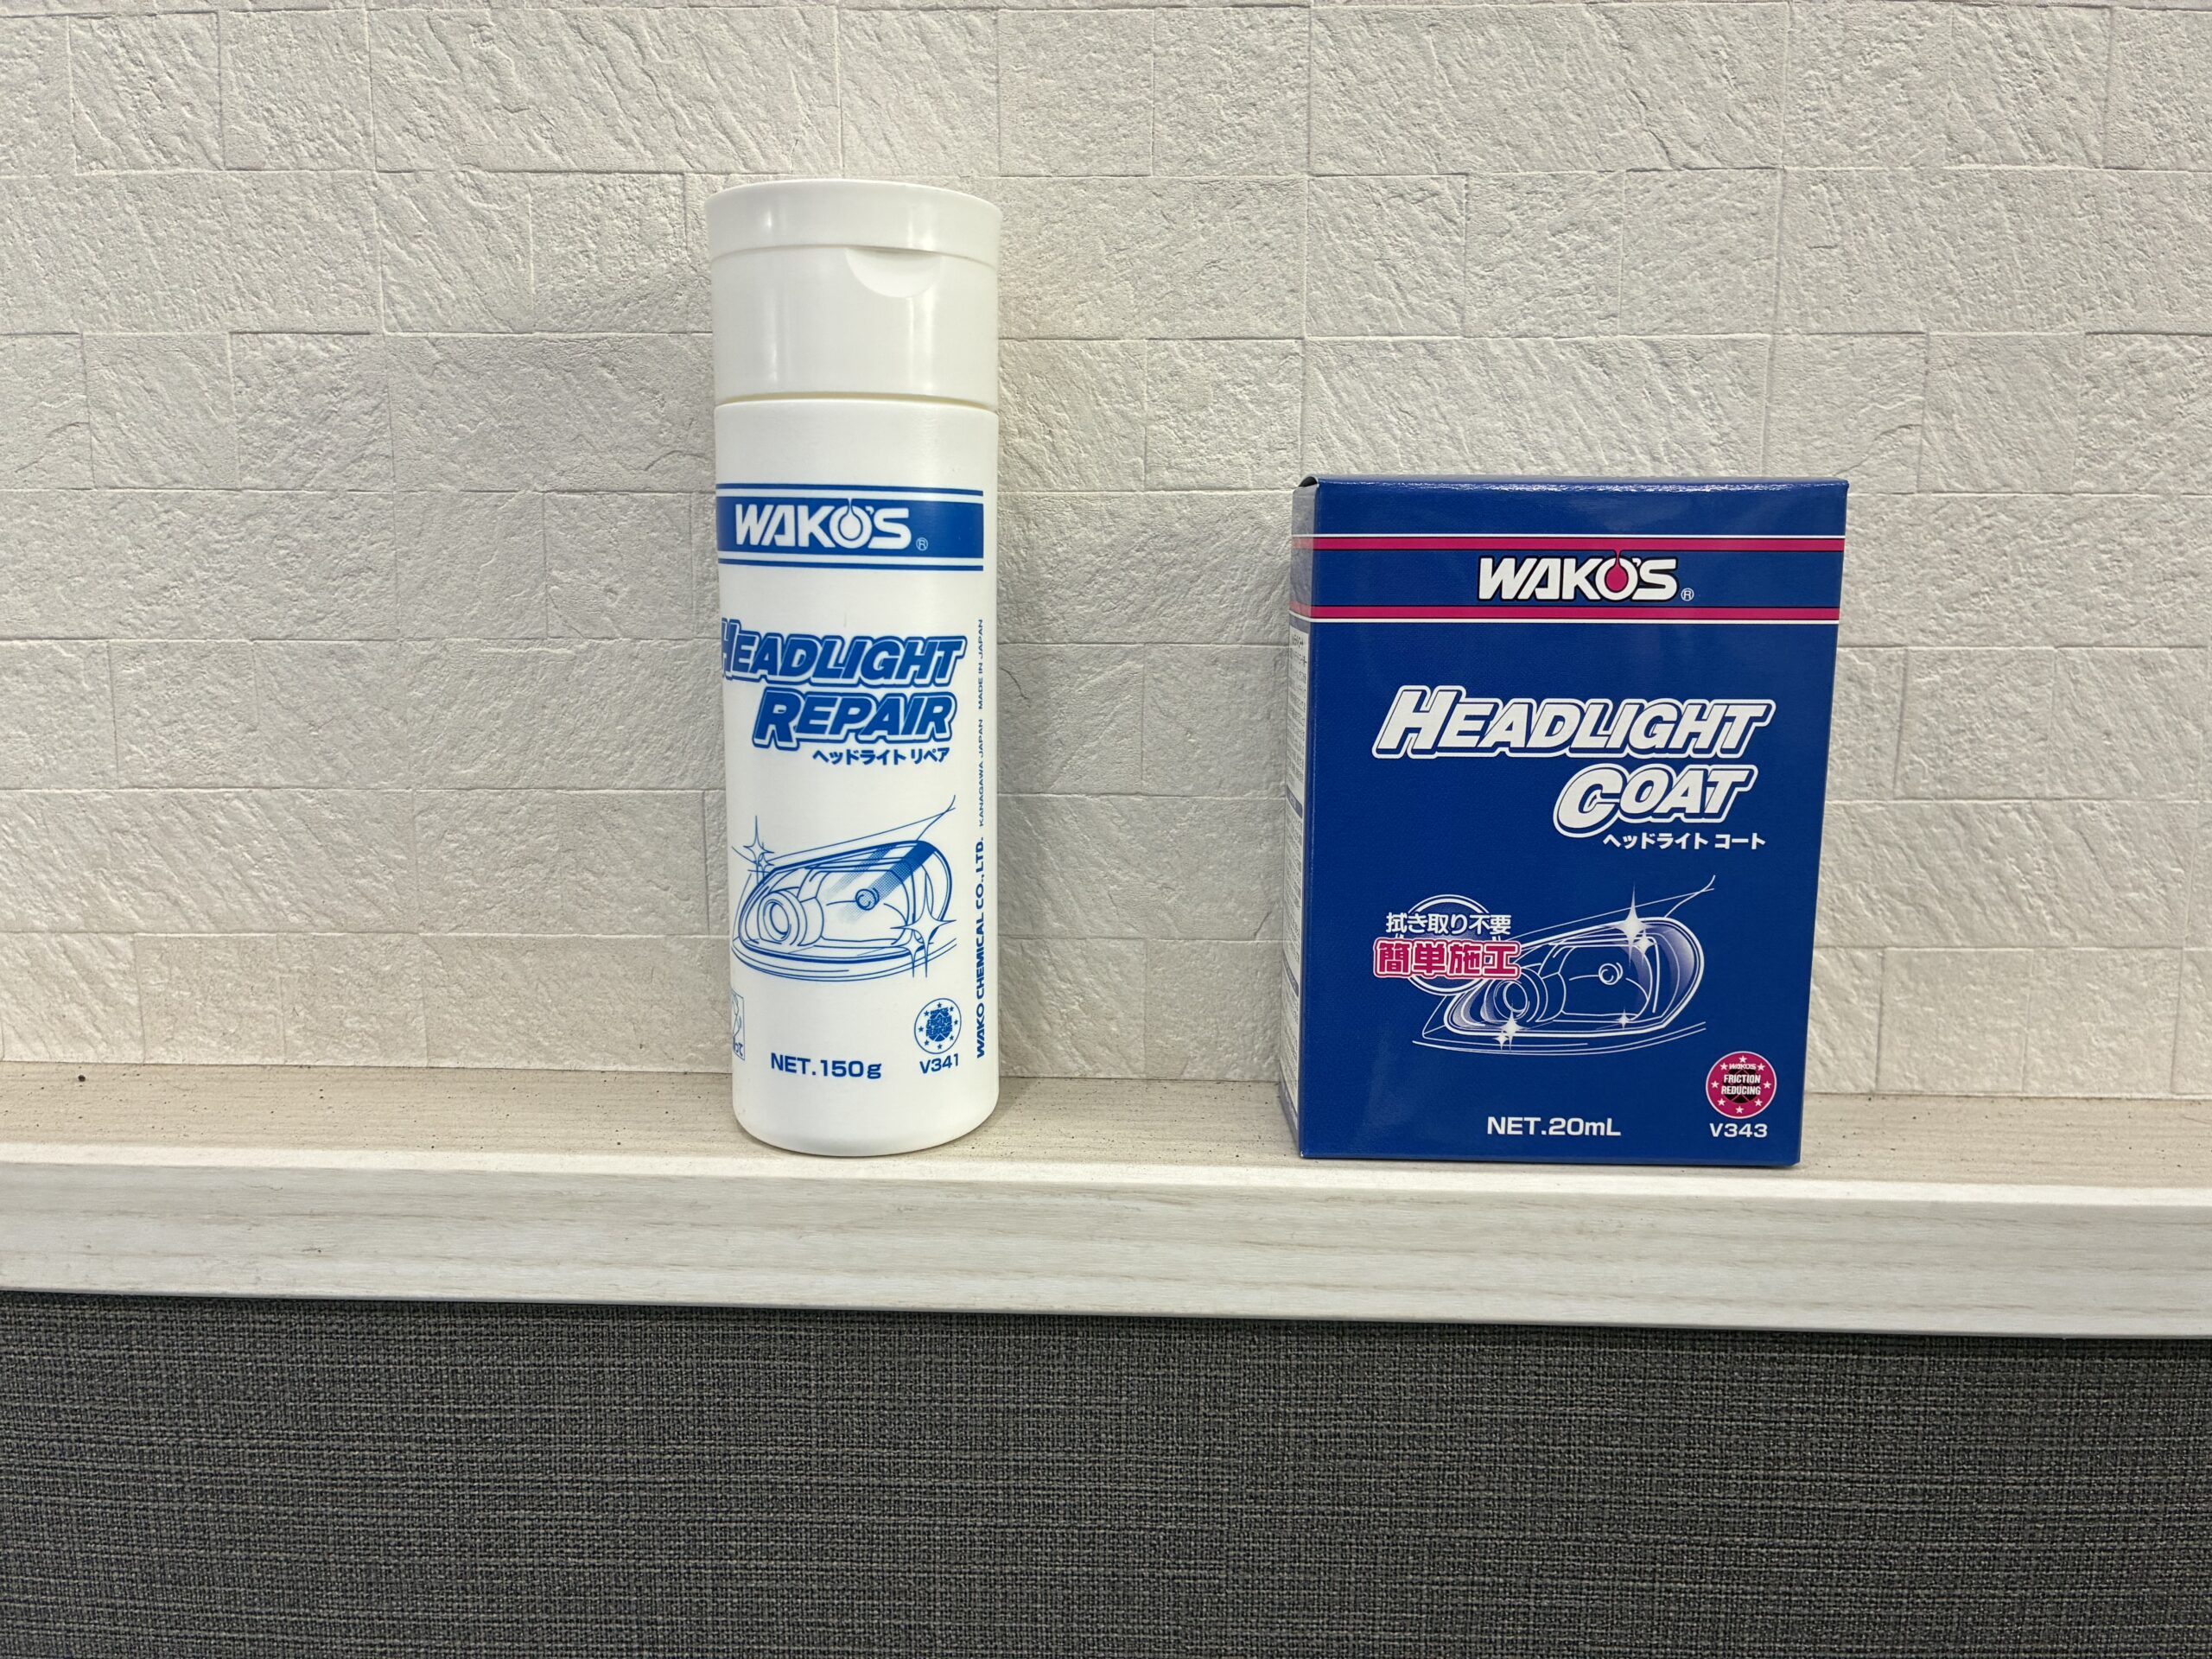 WAKO'S®
HEADLIGHT
REPAIR
ヘッドライト リペア
NET.150g
V341
WAKO CHEMICAL CO., LTD. KANAGAWA JAPAN MADE IN JAPAN
WAKO'S®
HEADLIGHT
COAT
ヘッドライト コート
拭き取り不要
簡単施工
WAKO'S
FRICTION
REDUCING
NET.20mL
V343